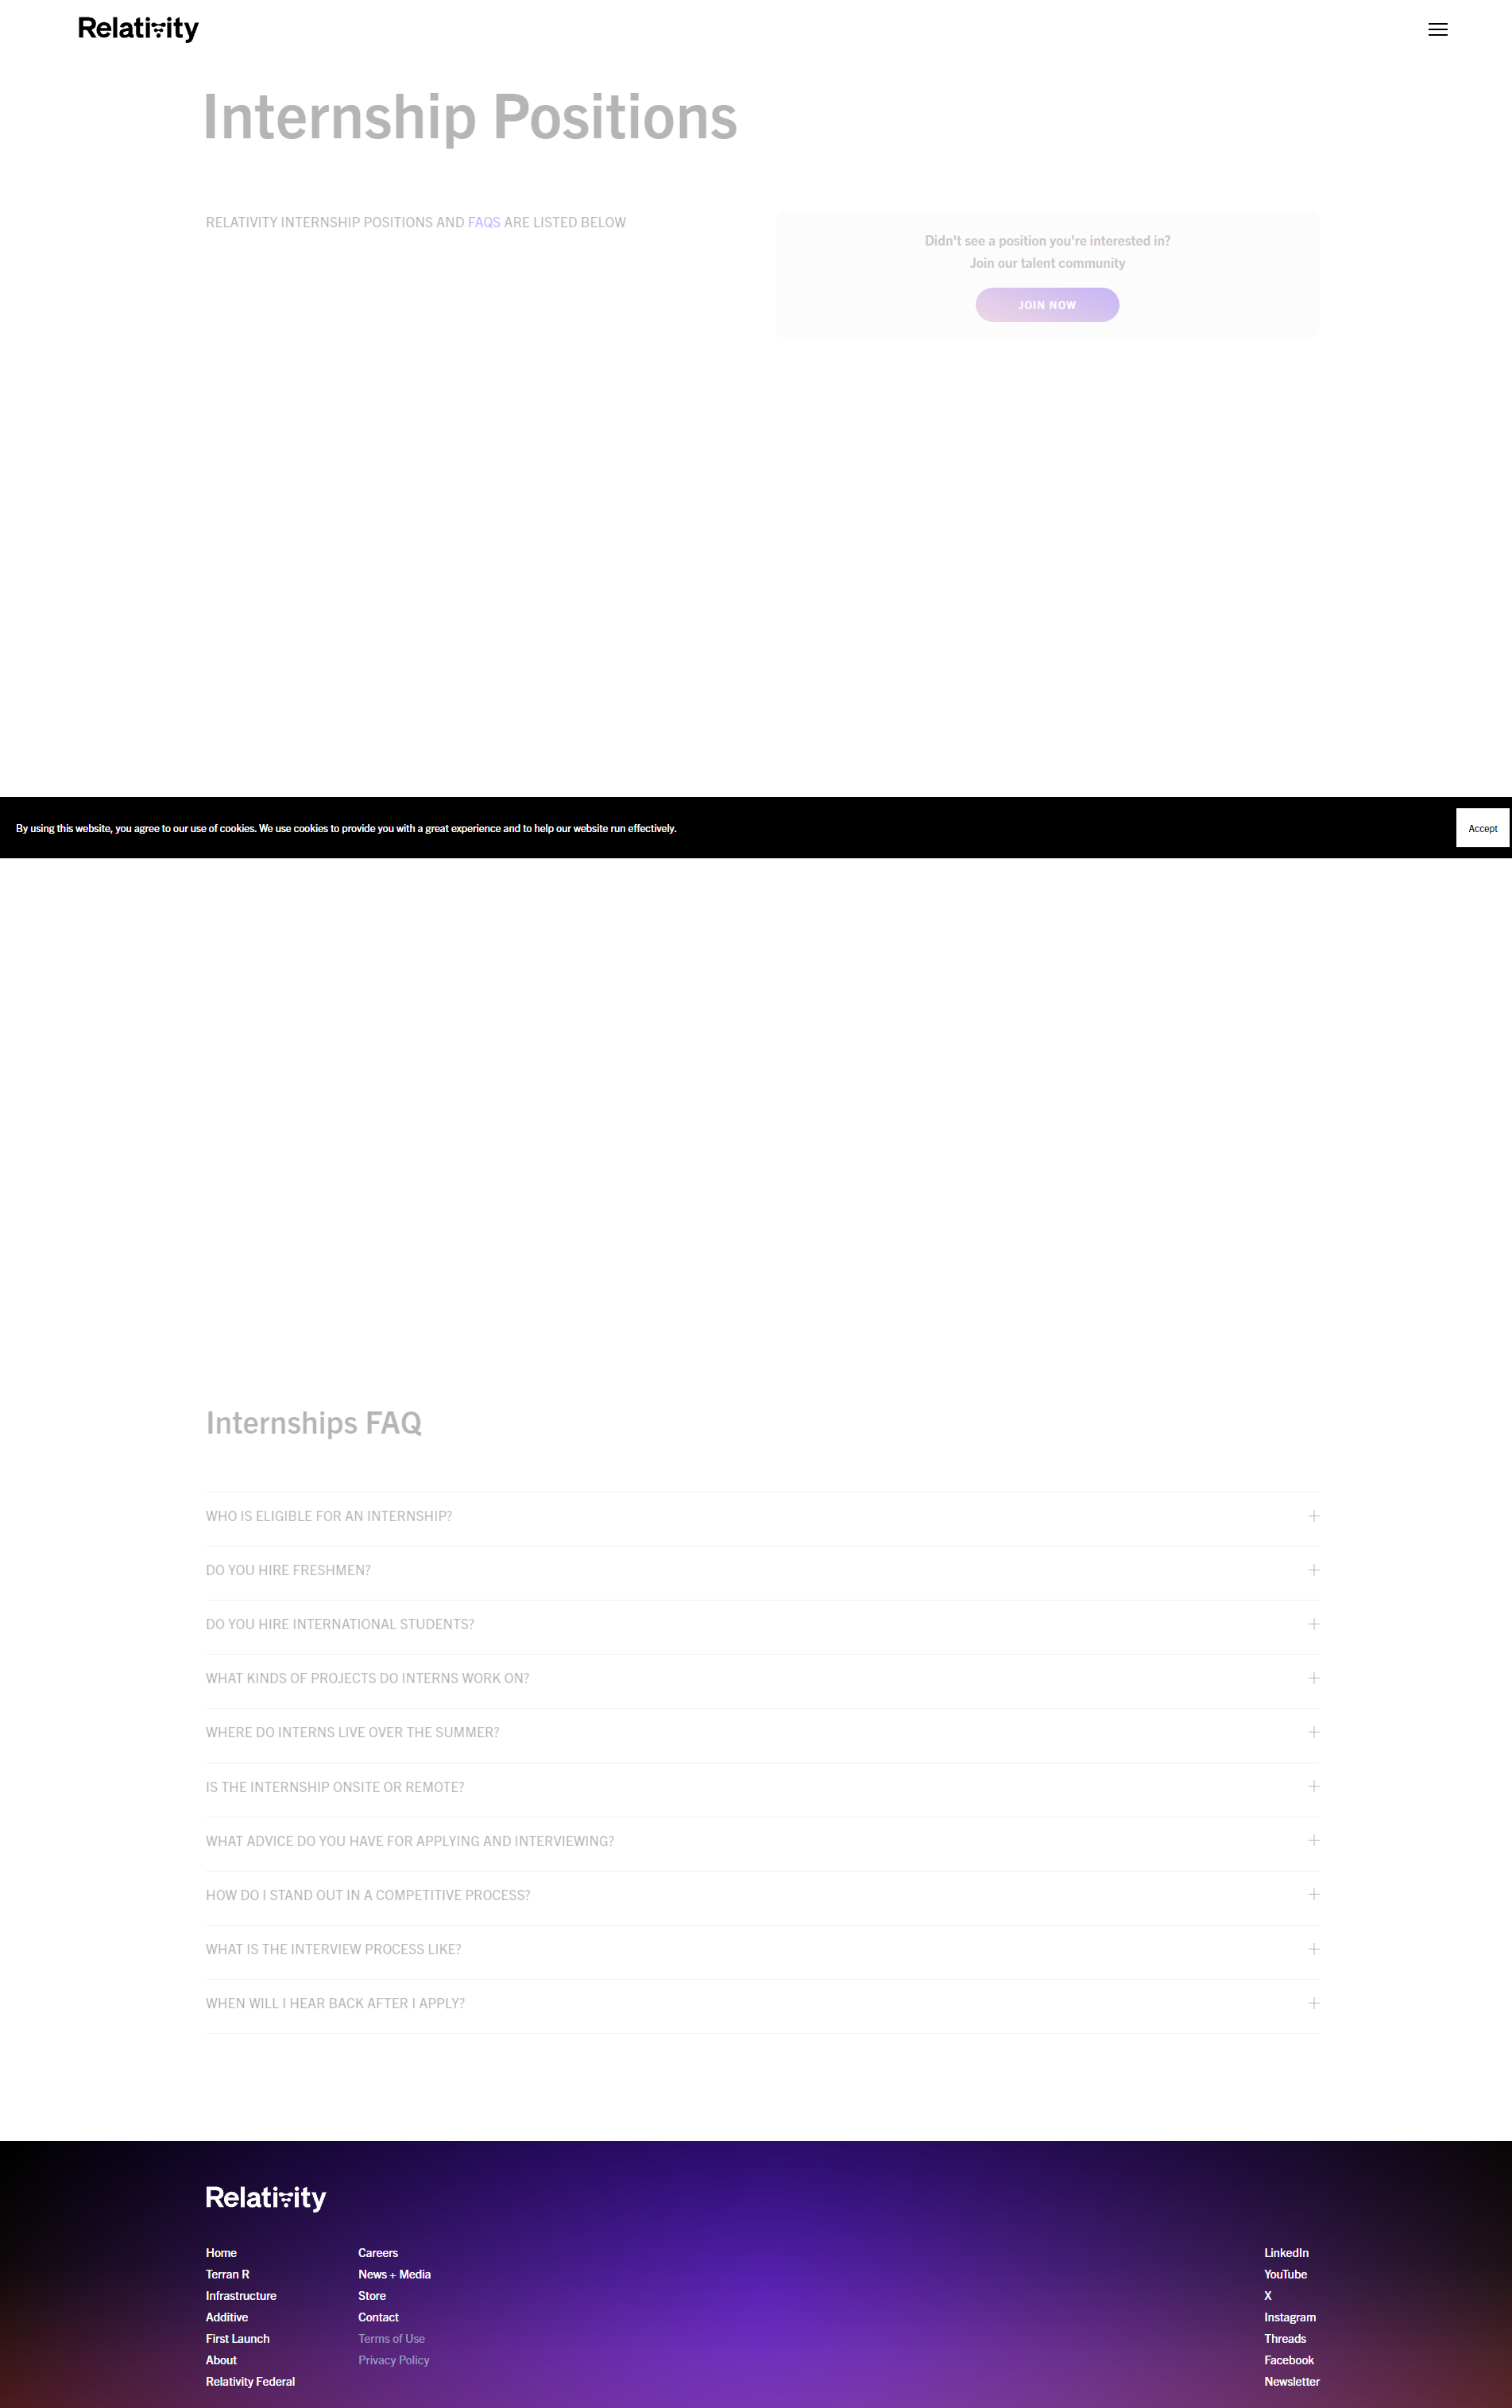 Relativity
Internship Positions
RELATIVITY INTERNSHIP POSITIONS AND FAQS ARE LISTED BELOW
Didn't see a position you're interested in?
Join our talent community
JOIN NOW
By using this website, you agree to our use of cookies. We use cookies to provide you with a great experience and to help our website run effectively.
Accept
Internships FAQ
WHO IS ELIGIBLE FOR AN INTERNSHIP?
DO YOU HIRE FRESHMEN?
DO YOU HIRE INTERNATIONAL STUDENTS?
WHAT KINDS OF PROJECTS DO INTERNS WORK ON?
WHERE DO INTERNS LIVE OVER THE SUMMER?
IS THE INTERNSHIP ONSITE OR REMOTE?
WHAT ADVICE DO YOU HAVE FOR APPLYING AND INTERVIEWING?
HOW DO I STAND OUT IN A COMPETITIVE PROCESS?
WHAT IS THE INTERVIEW PROCESS LIKE?
WHEN WILL I HEAR BACK AFTER I APPLY?
Relativity
Home
Terran R
Infrastructure
Additive
First Launch
About
Relativity Federal
Careers
News + Media
Store
Contact
Terms of Use
Privacy Policy
LinkedIn
YouTube
X
Instagram
Threads
Facebook
Newsletter